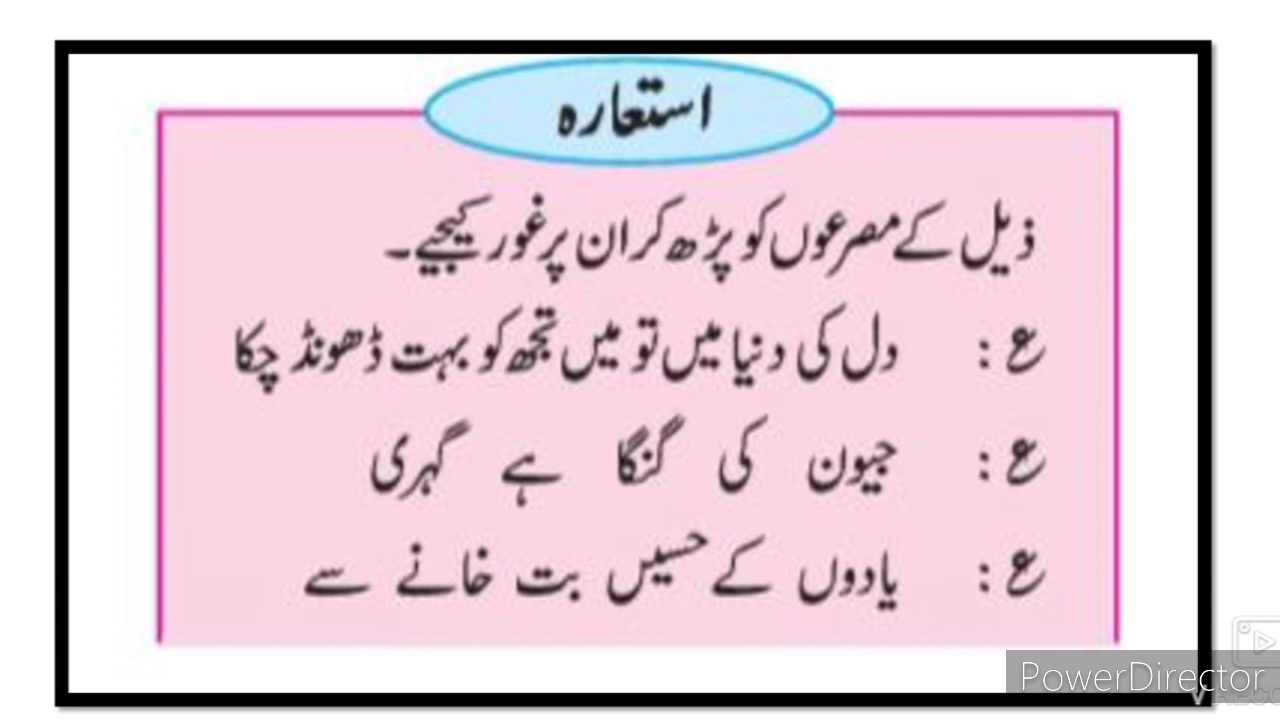 استعارہ
ذیل کے مصرعوں کو پڑھ کر ان پر غور کیجیے۔
ع : دل کی دنیا میں تو میں تجھ کو بہت ڈھونڈ چکا
ع : جیون کی گنگا ہے گہری
ع : یادوں کے حسیں بت خانے سے
PowerDirector